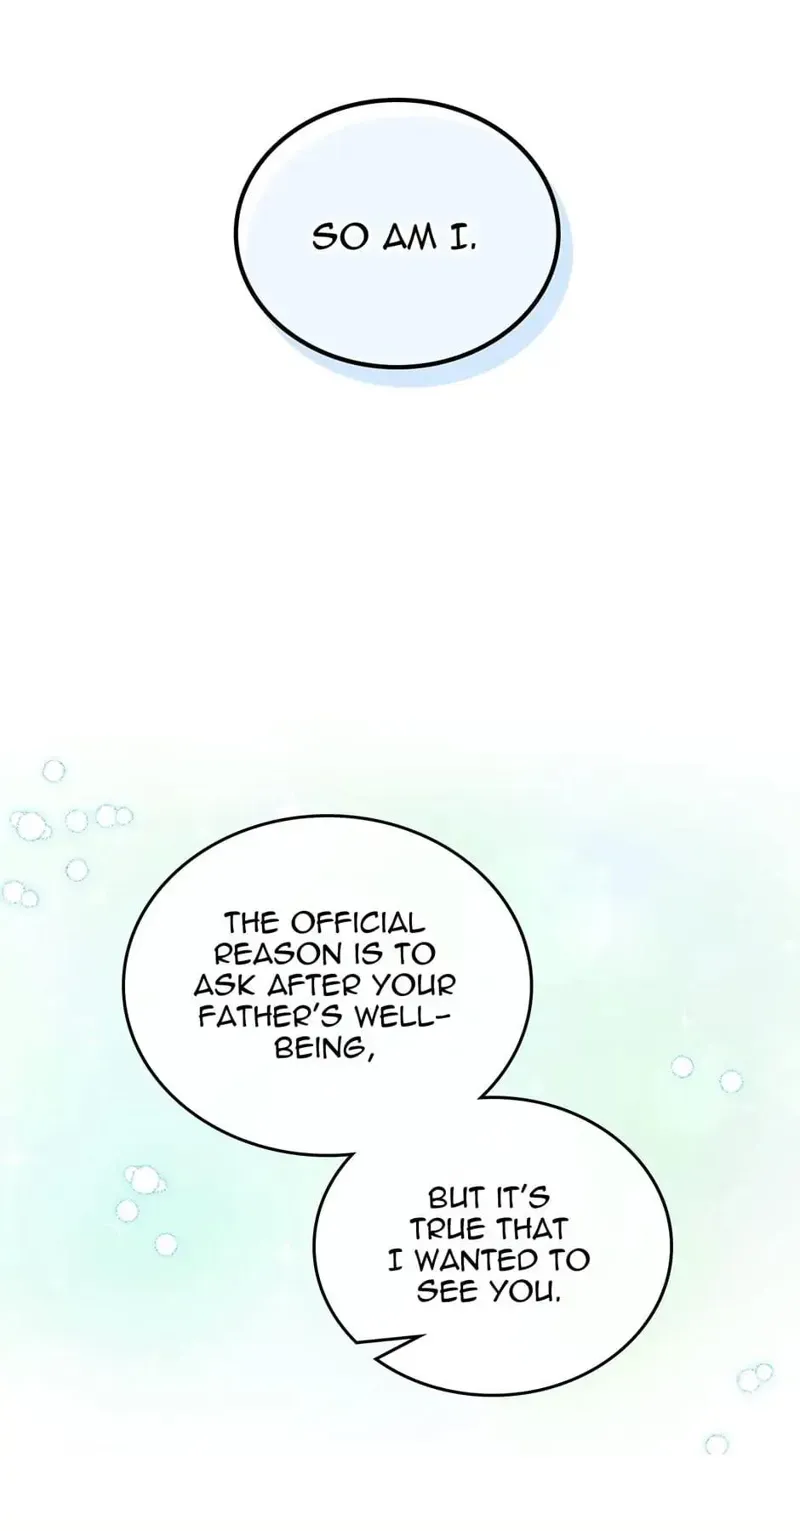 SO AM I.
THE OFFICIAL
REASON IS TO
ASK AFTER YOUR
FATHER'S WELL-
BEING,
BUT IT'S
TRUE THAT
I WANTED TO
SEE YOU.